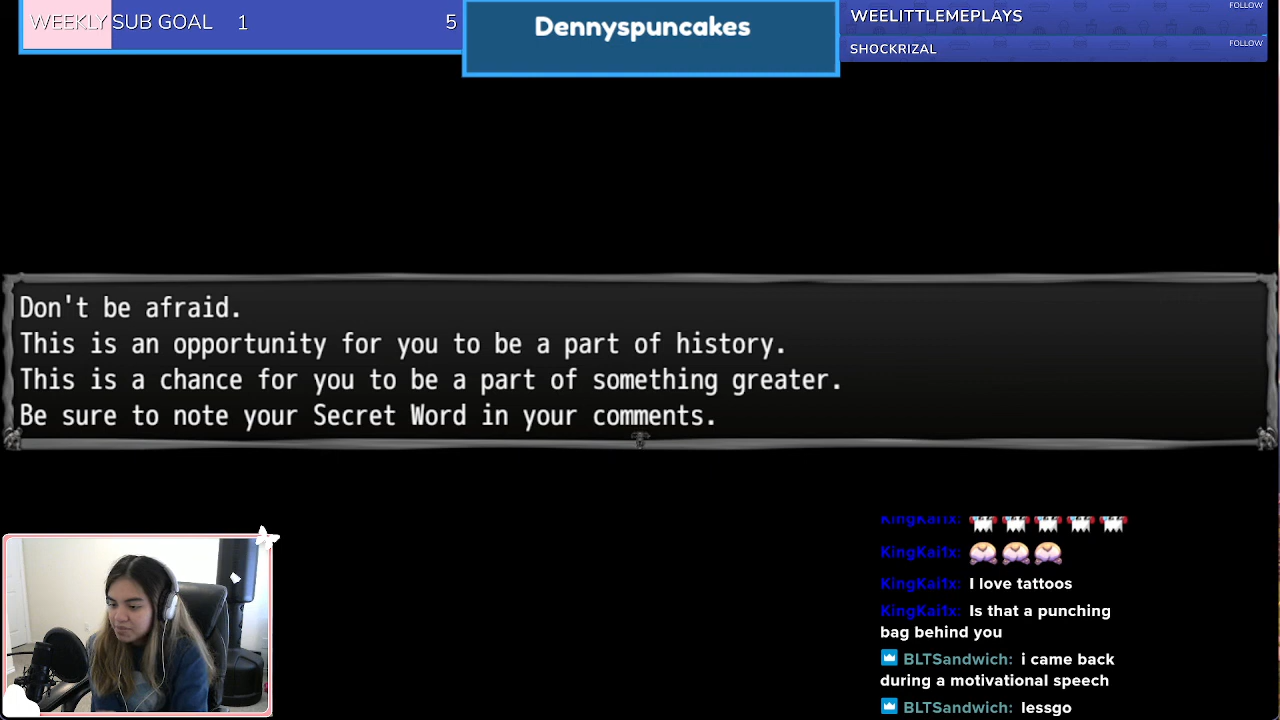 WEEKLY SUB GOAL 1 5
Dennyspuncakes
WEELITTLEMEPLAYS FOLLOW
SHOCKRIZAL FOLLOW
Don't be afraid.
This is an opportunity for you to be a part of history.
This is a chance for you to be a part of something greater.
Be sure to note your Secret Word in your comments.
KingKai1x:
KingKai1x:
KingKai1x: I love tattoos
KingKai1x: Is that a punching
bag behind you
BLTSandwich: i came back
during a motivational speech
BLTSandwich: lessgo